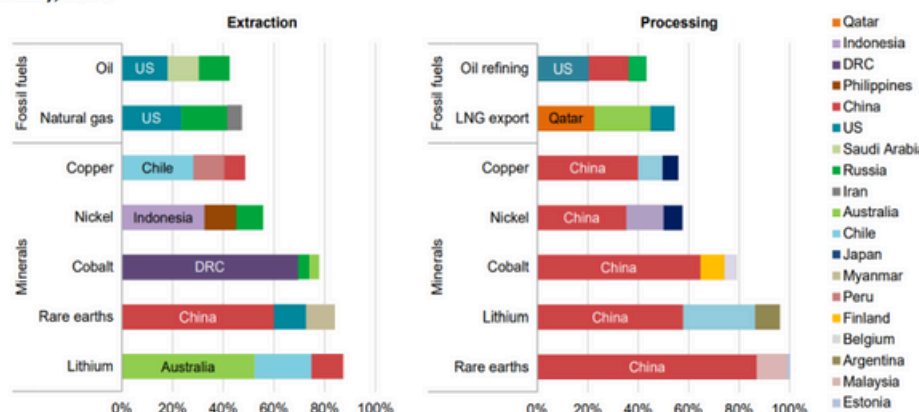 Extraction
Fossil fuels
Oil
US
Natural gas
US
Minerals
Copper
Chile
Nickel
Indonesia
Cobalt
DRC
Rare earths
China
Lithium
Australia
0% 20% 40% 60% 80% 100%
Processing
Fossil fuels
Oil refining
US
LNG export
Qatar
Minerals
Copper
China
Nickel
China
Cobalt
China
Lithium
China
Rare earths
China
0% 20% 40% 60% 80% 100%
Qatar
Indonesia
DRC
Philippines
China
US
Saudi Arabia
Russia
Iran
Australia
Chile
Japan
Myanmar
Peru
Finland
Belgium
Argentina
Malaysia
Estonia